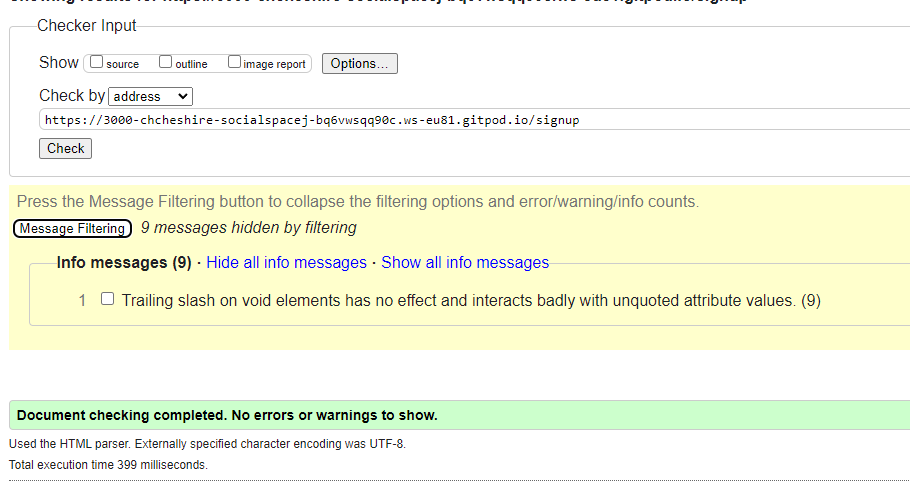 Checker Input
Show source outline image report Options...
Check by address
https://3000-chcheshire-socialspacej-bq6vwsqq90c.ws-eu81.gitpod.io/signup
Check
Press the Message Filtering button to collapse the filtering options and error/warning/info counts.
Message Filtering 9 messages hidden by filtering
Info messages (9) · Hide all info messages · Show all info messages
1 Trailing slash on void elements has no effect and interacts badly with unquoted attribute values. (9)
Document checking completed. No errors or warnings to show.
Used the HTML parser. Externally specified character encoding was UTF-8.
Total execution time 399 milliseconds.